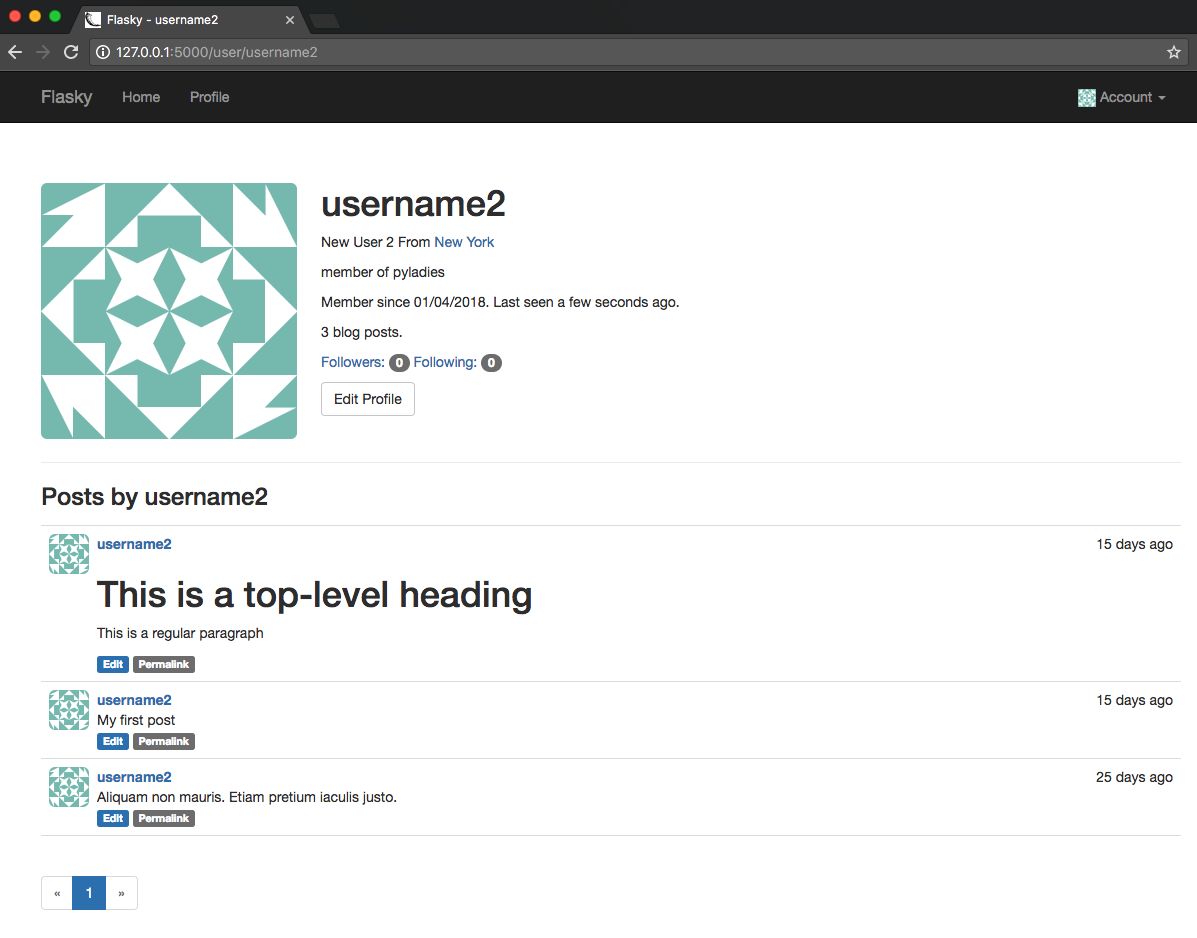 Flasky - username2
127.0.0.1:5000/user/username2
Flasky Home Profile Account
username2
New User 2 From New York
member of pyladies
Member since 01/04/2018. Last seen a few seconds ago.
3 blog posts.
Followers: 0 Following: 0
Edit Profile
Posts by username2
username2 15 days ago
This is a top-level heading
This is a regular paragraph
Edit Permalink
username2 15 days ago
My first post
Edit Permalink
username2 25 days ago
Aliquam non mauris. Etiam pretium iaculis justo.
Edit Permalink
« 1 »